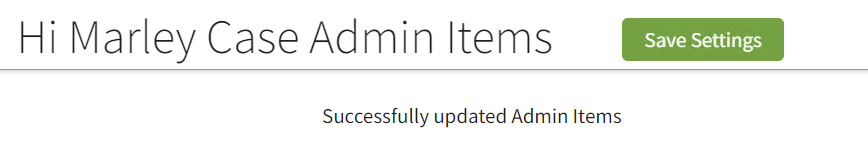 Hi Marley Case Admin Items
Save Settings
Successfully updated Admin Items